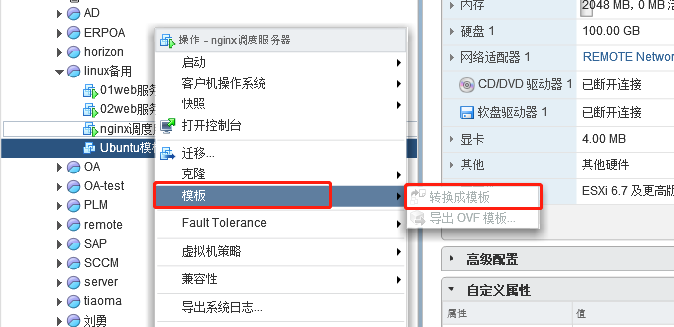 AD
ERPOA
horizon
linux备用
01web服务
02web服务
nginx调度
Ubuntu模板
OA
OA-test
PLM
remote
SAP
SCCM
server
tiaoma
刘勇
操作 - nginx调度服务器
启动
客户机操作系统
快照
打开控制台
迁移...
克隆
模板
Fault Tolerance
虚拟机策略
兼容性
导出系统日志...
转换成模板
导出 OVF 模板...
内存 2048 MB, 0 MB
硬盘 1 100.00 GB
网络适配器 1 REMOTE Networ
CD/DVD 驱动器 1 已断开连接
软盘驱动器 1 已断开连接
显卡 4.00 MB
其他 其他硬件
ESXi 6.7 及更高版
高级配置
自定义属性
属性 值